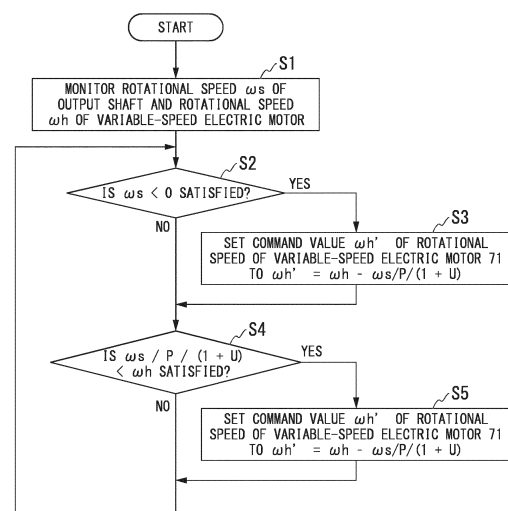 START
S1
MONITOR ROTATIONAL SPEED ωs OF
OUTPUT SHAFT AND ROTATIONAL SPEED
ωh OF VARIABLE-SPEED ELECTRIC MOTOR
S2
IS ωs < 0 SATISFIED?
YES
NO
S3
SET COMMAND VALUE ωh' OF ROTATIONAL
SPEED OF VARIABLE-SPEED ELECTRIC MOTOR 71
TO ωh' = ωh - ωs/P/(1 + U)
S4
IS ωs / P / (1 + U)
< ωh SATISFIED?
YES
NO
S5
SET COMMAND VALUE ωh' OF ROTATIONAL
SPEED OF VARIABLE-SPEED ELECTRIC MOTOR 71
TO ωh' = ωh - ωs/P/(1 + U)